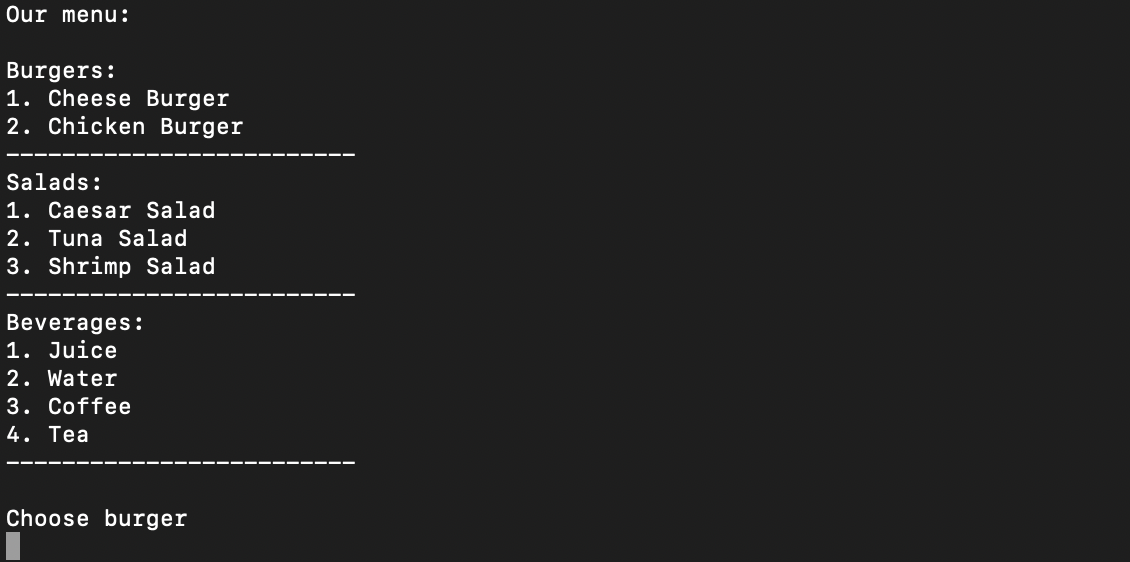 Our menu:
Burgers:
1. Cheese Burger
2. Chicken Burger
-------------------------
Salads:
1. Caesar Salad
2. Tuna Salad
3. Shrimp Salad
-------------------------
Beverages:
1. Juice
2. Water
3. Coffee
4. Tea
-------------------------
Choose burger